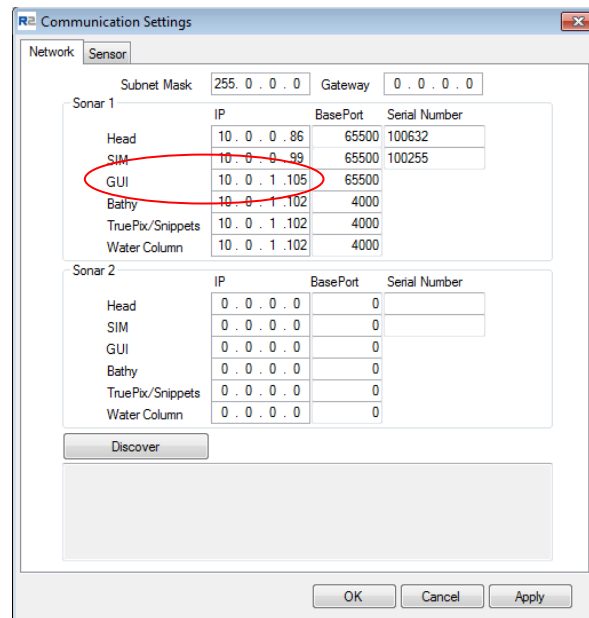 R2 Communication Settings
Network Sensor
Subnet Mask 255. 0 . 0 . 0 Gateway 0 . 0 . 0 . 0
Sonar 1
IP BasePort Serial Number
Head 10 . 0 . 0 . 86 65500 100632
SIM 10 . 0 . 0 . 99 65500 100255
GUI 10 . 0 . 1 .105 65500
Bathy 10 . 0 . 1 .102 4000
TruePix/Snippets 10 . 0 . 1 .102 4000
Water Column 10 . 0 . 1 .102 4000
Sonar 2
IP BasePort Serial Number
Head 0 . 0 . 0 . 0 0
SIM 0 . 0 . 0 . 0 0
GUI 0 . 0 . 0 . 0 0
Bathy 0 . 0 . 0 . 0 0
TruePix/Snippets 0 . 0 . 0 . 0 0
Water Column 0 . 0 . 0 . 0 0
Discover
OK Cancel Apply